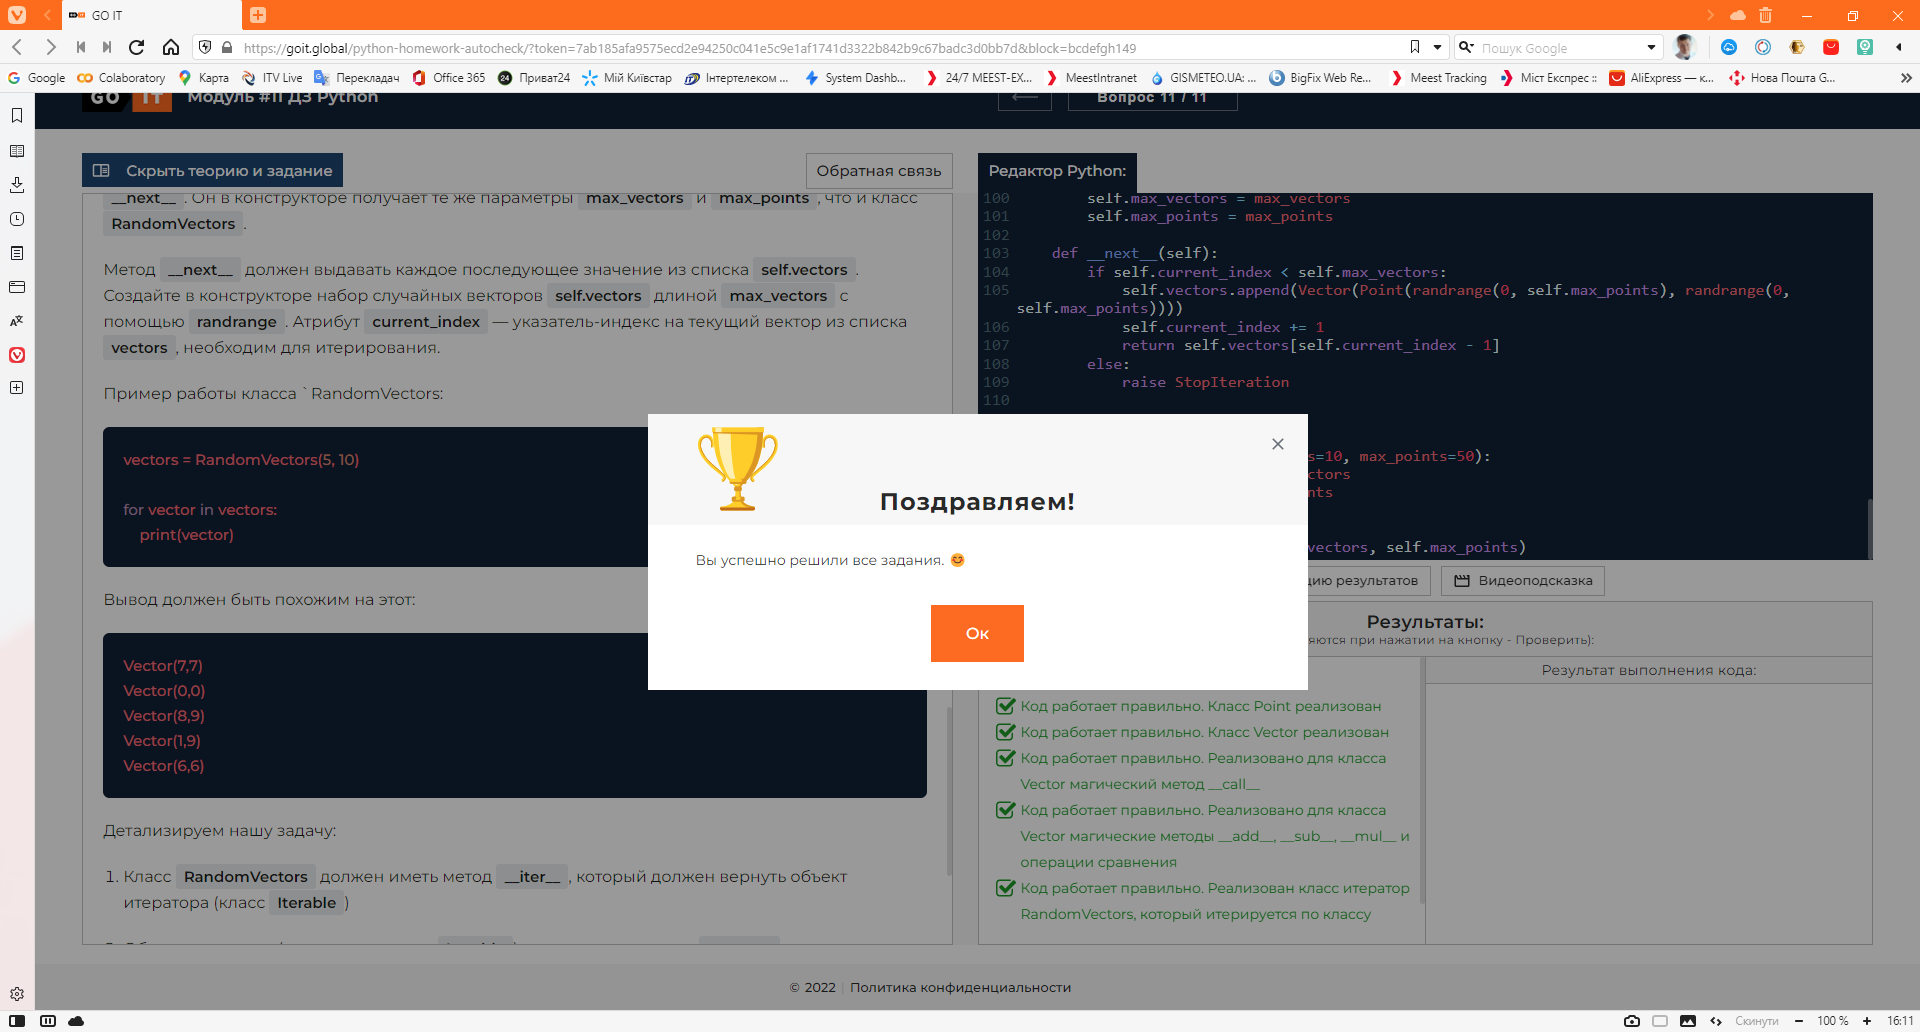 GO IT
https://goit.global/python-homework-autocheck/?token=7ab185afa9575ecd2e94250c041e5c9e1af1741d3322b842b9c67badc3d0bb7d&block=bcdefgh149
Пошук Google
Google
Colaboratory
Карта
ITV Live
Перекладач
Office 365
24
Приват24
Мій Київстар
Інтертелеком ...
System Dashb...
24/7 MEEST-EX...
MeestIntranet
GISMETEO.UA: ...
BigFix Web Re...
Meest Tracking
Міст Експрес ::
AliExpress — к...
Нова Пошта G...
GO IT
Модуль #11 ДЗ Python
Вопрос 11 / 11
Скрыть теорию и задание
Обратная связь
__next__ . Он в конструкторе получает те же параметры max_vectors и max_points , что и класс
RandomVectors .
Метод __next__ должен выдавать каждое последующее значение из списка self.vectors .
Создайте в конструкторе набор случайных векторов self.vectors длиной max_vectors с
помощью randrange . Атрибут current_index — указатель-индекс на текущий вектор из списка
vectors , необходим для итерирования.
Пример работы класса `RandomVectors:
vectors = RandomVectors(5, 10)
for vector in vectors:
print(vector)
Вывод должен быть похожим на этот:
Vector(7,7)
Vector(0,0)
Vector(8,9)
Vector(1,9)
Vector(6,6)
Детализируем нашу задачу:
1. Класс RandomVectors должен иметь метод __iter__ , который должен вернуть объект
итератора (класс Iterable )
Редактор Python:
100 self.max_vectors = max_vectors
101 self.max_points = max_points
102
103 def __next__(self):
104 if self.current_index < self.max_vectors:
105 self.vectors.append(Vector(Point(randrange(0, self.max_points), randrange(0,
self.max_points))))
106 self.current_index += 1
107 return self.vectors[self.current_index - 1]
108 else:
109 raise StopIteration
110
s=10, max_points=50):
ctors
nts
vectors, self.max_points)
Поздравляем!
Вы успешно решили все задания. 😊
Ок
цию результатов
Видеоподсказка
Результаты:
яются при нажатии на кнопку - Проверить):
Результат выполнения кода:
Код работает правильно. Класс Point реализован
Код работает правильно. Класс Vector реализован
Код работает правильно. Реализовано для класса
Vector магический метод __call__
Код работает правильно. Реализовано для класса
Vector магические методы __add__, __sub__, __mul__ и
операции сравнения
Код работает правильно. Реализован класс итератор
RandomVectors, который итерируется по классу
© 2022 | Политика конфиденциальности
Скинути
100 %
16:11